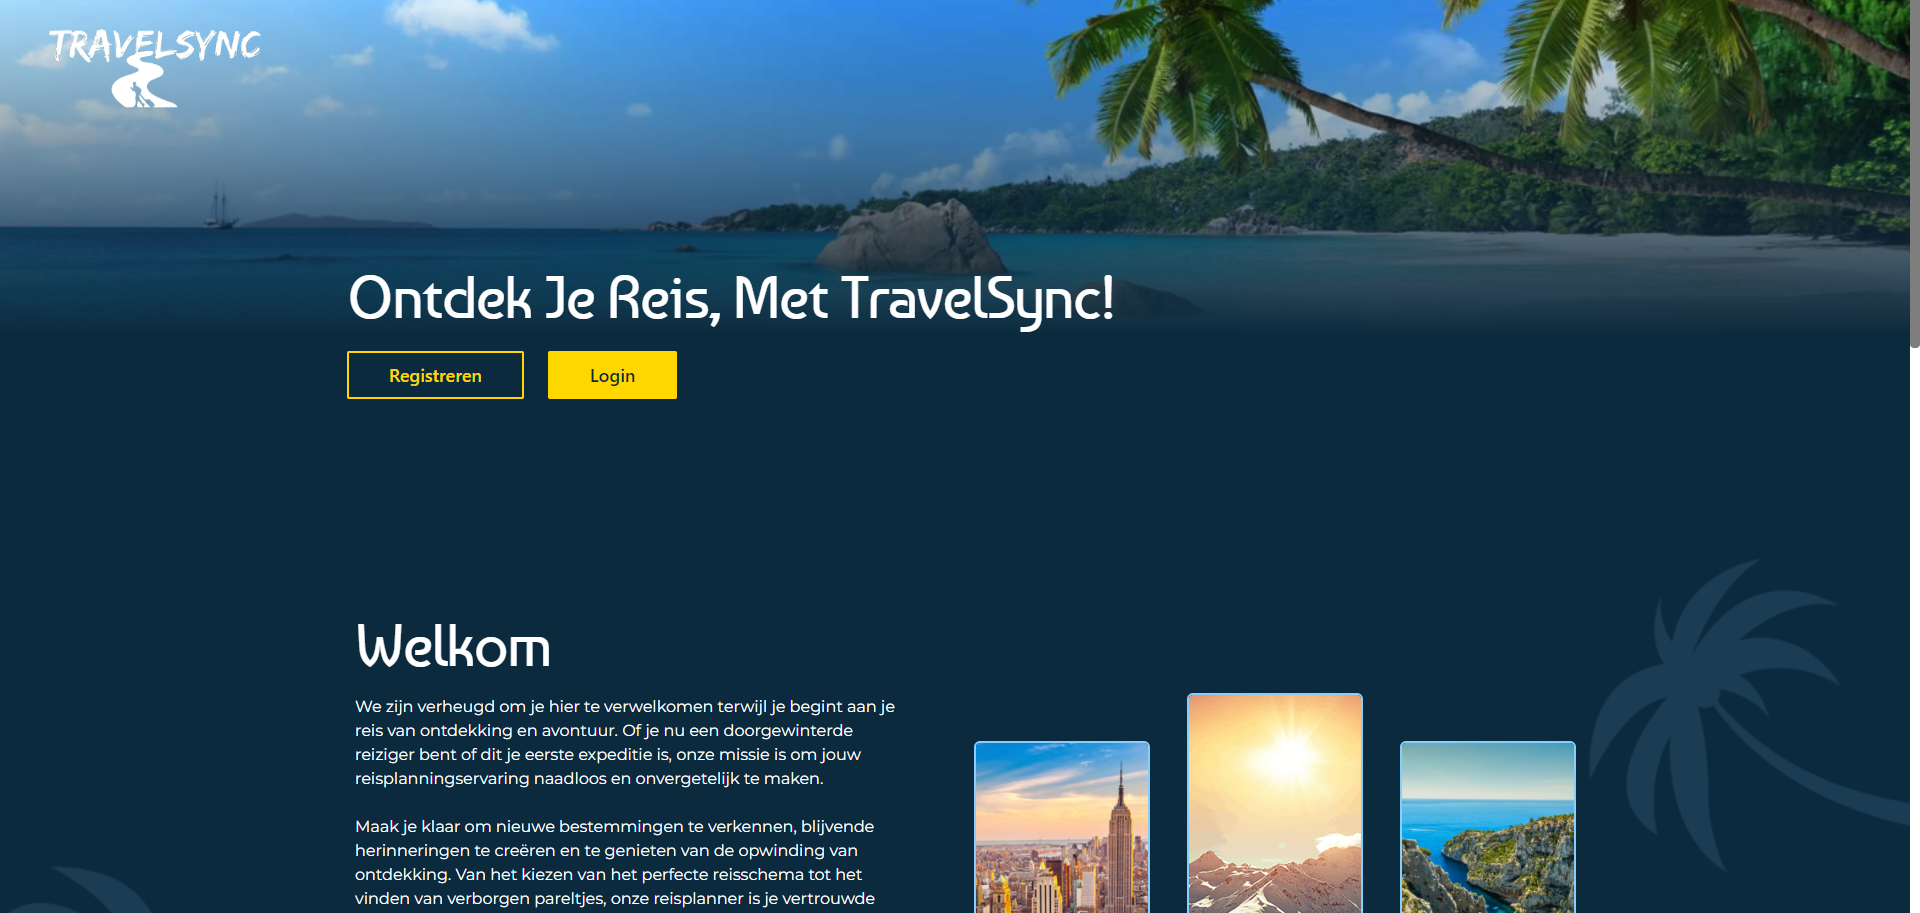 TRAVELSYNC
Ontdek Je Reis, Met TravelSync!
Registreren
Login
Welkom
We zijn verheugd om je hier te verwelkomen terwijl je begint aan je
reis van ontdekking en avontuur. Of je nu een doorgewinterde
reiziger bent of dit je eerste expeditie is, onze missie is om jouw
reisplanningservaring naadloos en onvergetelijk te maken.
Maak je klaar om nieuwe bestemmingen te verkennen, blijvende
herinneringen te creëren en te genieten van de opwinding van
ontdekking. Van het kiezen van het perfecte reisschema tot het
vinden van verborgen pareltjes, onze reisplanner is je vertrouwde